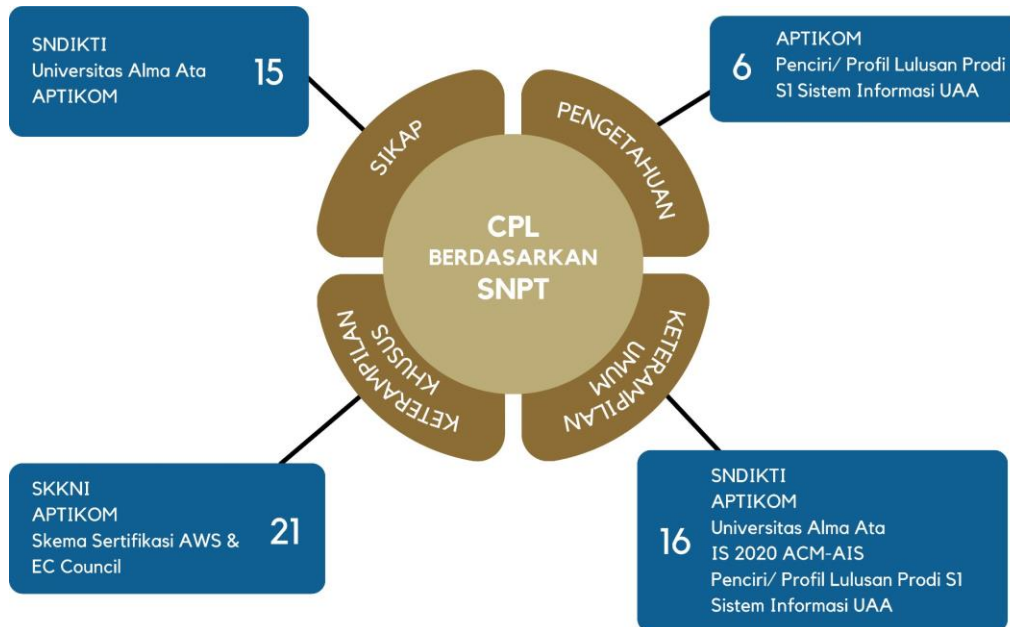 SNDIKTI
Universitas Alma Ata
APTIKOM
15
6
APTIKOM
Penciri/ Profil Lulusan Prodi
S1 Sistem Informasi UAA
SIKAP
PENGETAHUAN
CPL
BERDASARKAN
SNPT
KETERAMPILAN
KHUSUS
KETERAMPILAN
UMUM
SKKNI
APTIKOM
Skema Sertifikasi AWS &
EC Council
21
16
SNDIKTI
APTIKOM
Universitas Alma Ata
IS 2020 ACM-AIS
Penciri/ Profil Lulusan Prodi S1
Sistem Informasi UAA